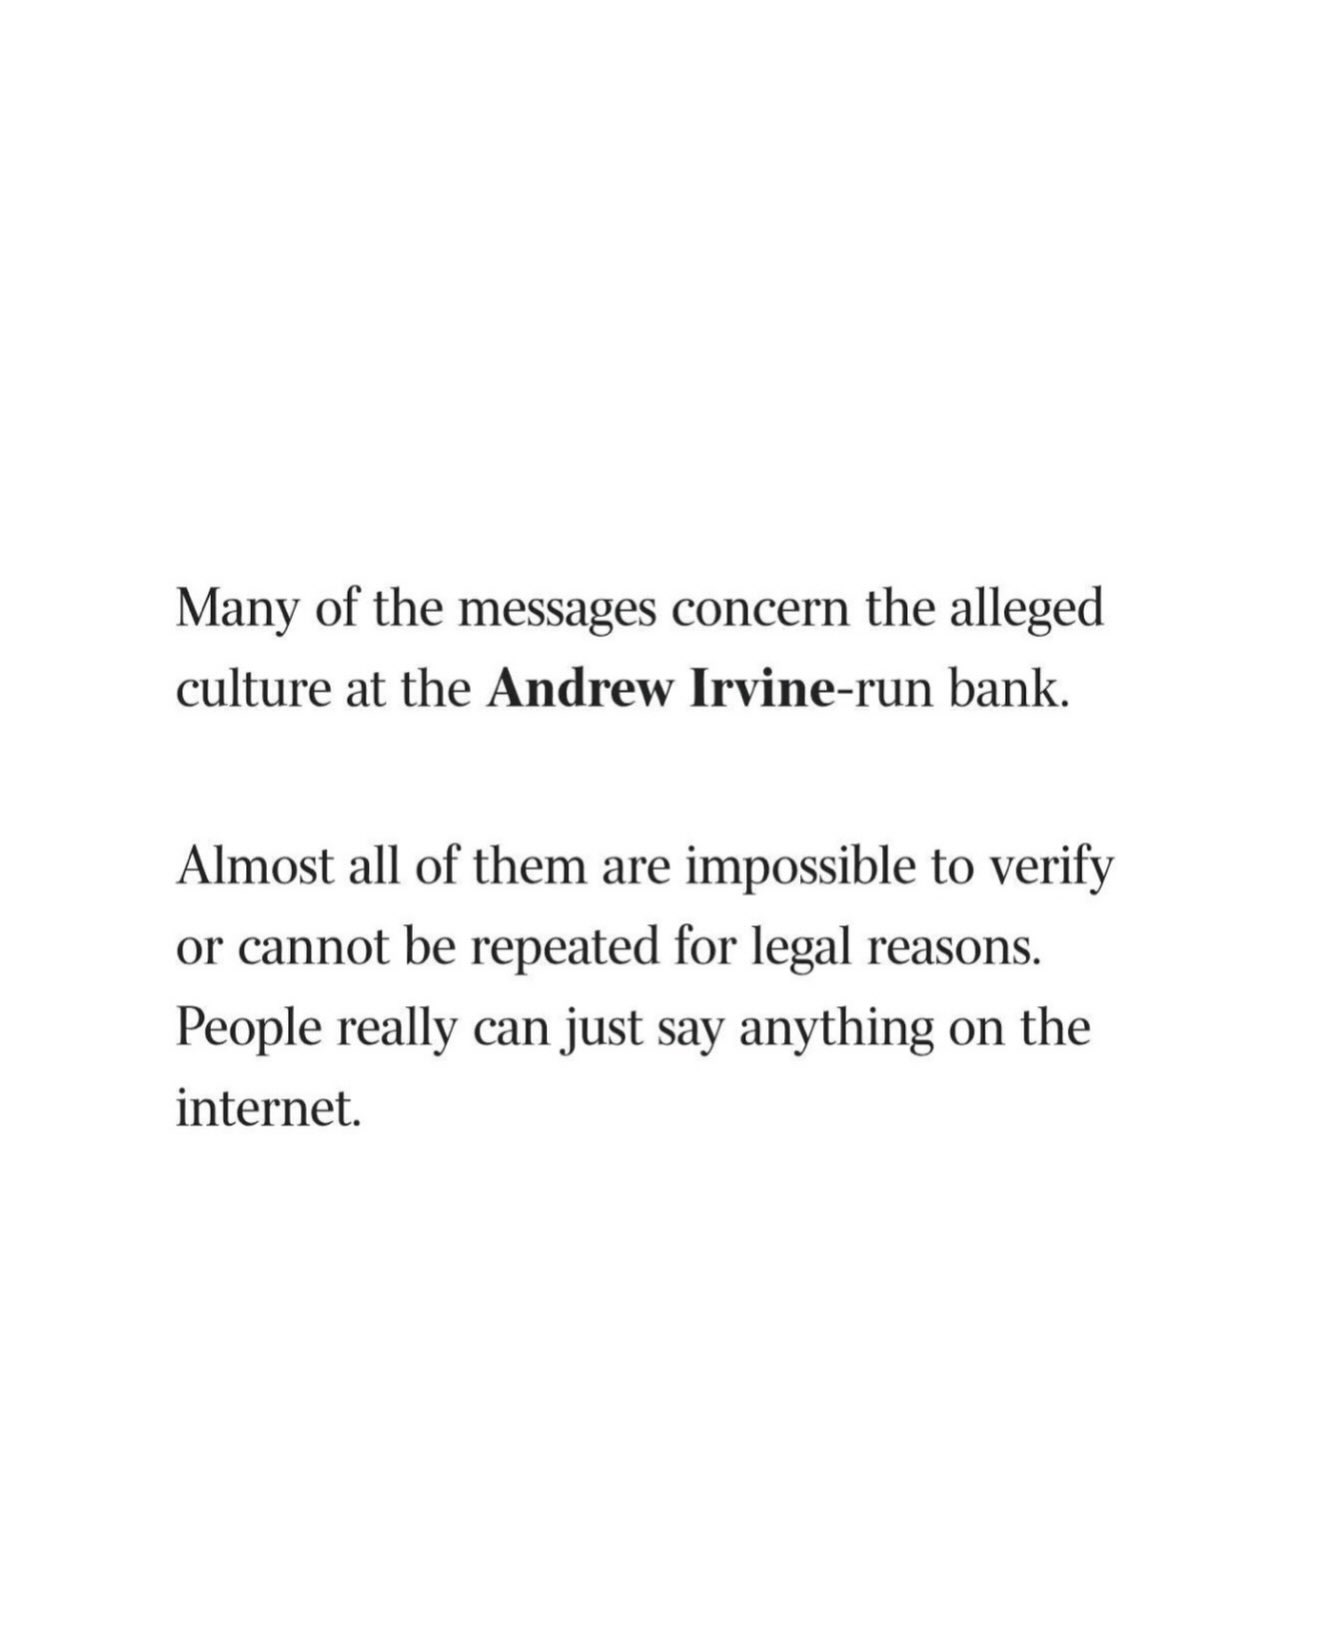 Many of the messages concern the alleged
culture at the Andrew Irvine-run bank.
Almost all of them are impossible to verify
or cannot be repeated for legal reasons.
People really can just say anything on the
internet.